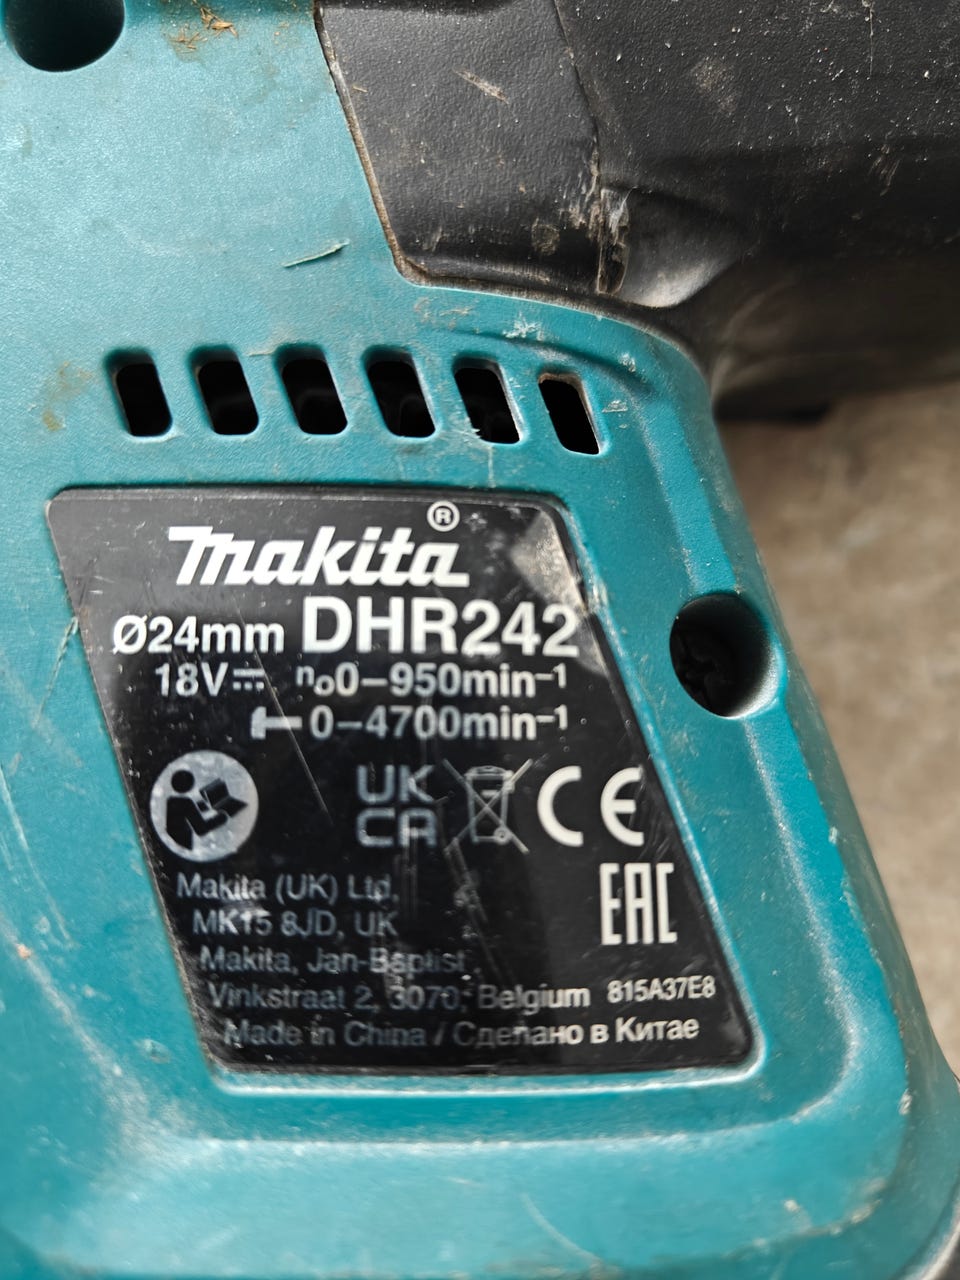 Makita®
Ø24mm DHR242
18V⎓ n₀0–950min⁻¹
0–4700min⁻¹
UK
CA
CE
EAC
Makita (UK) Ltd.
MK15 8JD, UK
Makita, Jan-Baptist
Vinkstraat 2, 3070, Belgium 815A37E8
Made in China / Сделано в Китае